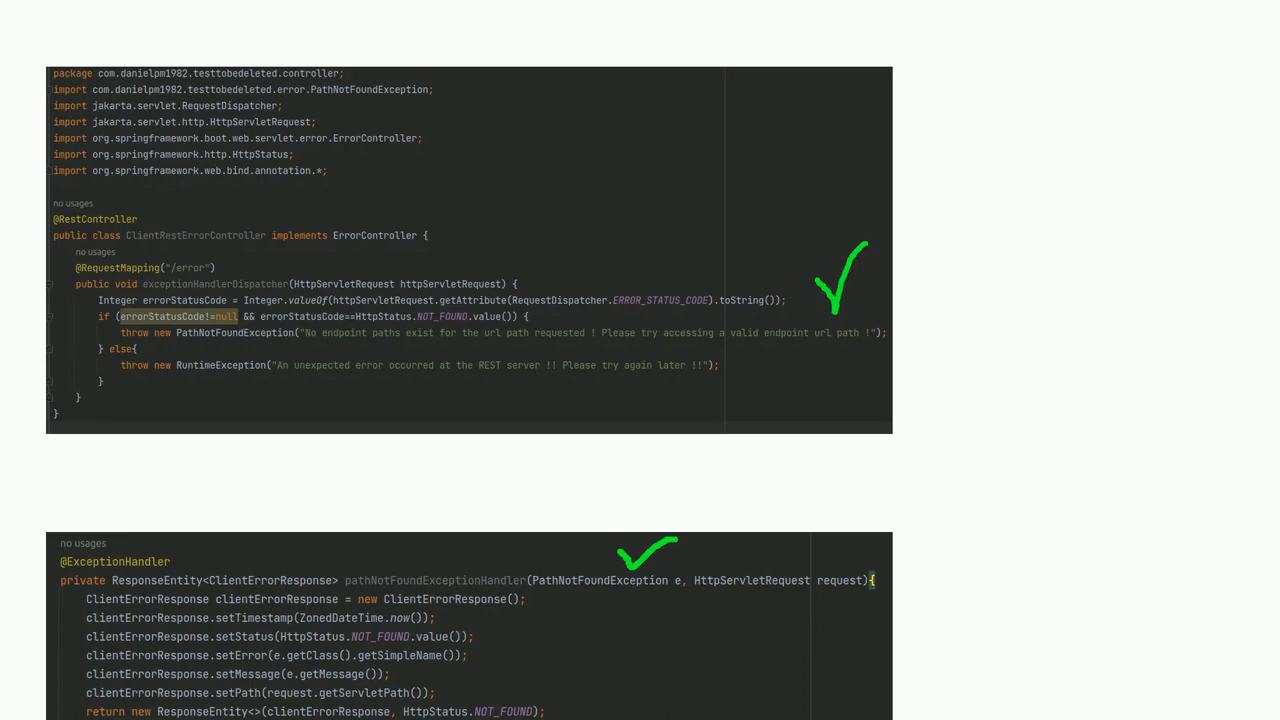 package com.danielpm1982.testtobedeleted.controller;
import com.danielpm1982.testtobedeleted.error.PathNotFoundException;
import jakarta.servlet.RequestDispatcher;
import jakarta.servlet.http.HttpServletRequest;
import org.springframework.boot.web.servlet.error.ErrorController;
import org.springframework.http.HttpStatus;
import org.springframework.web.bind.annotation.*;
no usages
@RestController
public class ClientRestErrorController implements ErrorController {
no usages
@RequestMapping("/error")
public void exceptionHandlerDispatcher(HttpServletRequest httpServletRequest) {
Integer errorStatusCode = Integer.valueOf(httpServletRequest.getAttribute(RequestDispatcher.ERROR_STATUS_CODE).toString());
if (errorStatusCode!=null && errorStatusCode==HttpStatus.NOT_FOUND.value()) {
throw new PathNotFoundException("No endpoint paths exist for the url path requested ! Please try accessing a valid endpoint url path !");
} else{
throw new RuntimeException("An unexpected error occurred at the REST server !! Please try again later !!");
}
}
}
no usages
@ExceptionHandler
private ResponseEntity<ClientErrorResponse> pathNotFoundExceptionHandler(PathNotFoundException e, HttpServletRequest request){
ClientErrorResponse clientErrorResponse = new ClientErrorResponse();
clientErrorResponse.setTimestamp(ZonedDateTime.now());
clientErrorResponse.setStatus(HttpStatus.NOT_FOUND.value());
clientErrorResponse.setError(e.getClass().getSimpleName());
clientErrorResponse.setMessage(e.getMessage());
clientErrorResponse.setPath(request.getServletPath());
return new ResponseEntity<>(clientErrorResponse, HttpStatus.NOT_FOUND);